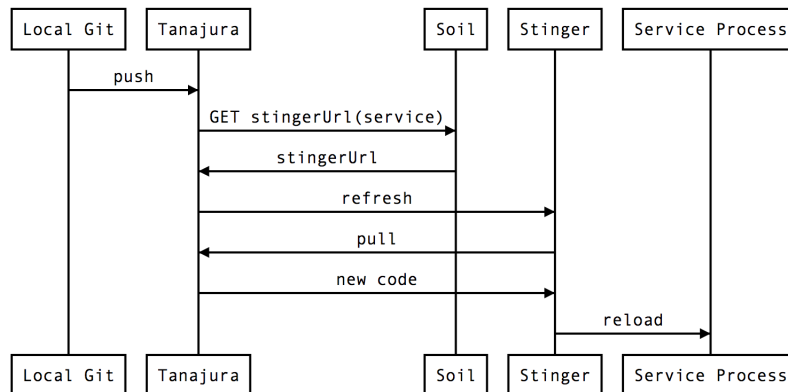 Local Git Tanajura Soil Stinger Service Process
push
GET stingerUrl(service)
stingerUrl
refresh
pull
new code
reload
Local Git Tanajura Soil Stinger Service Process